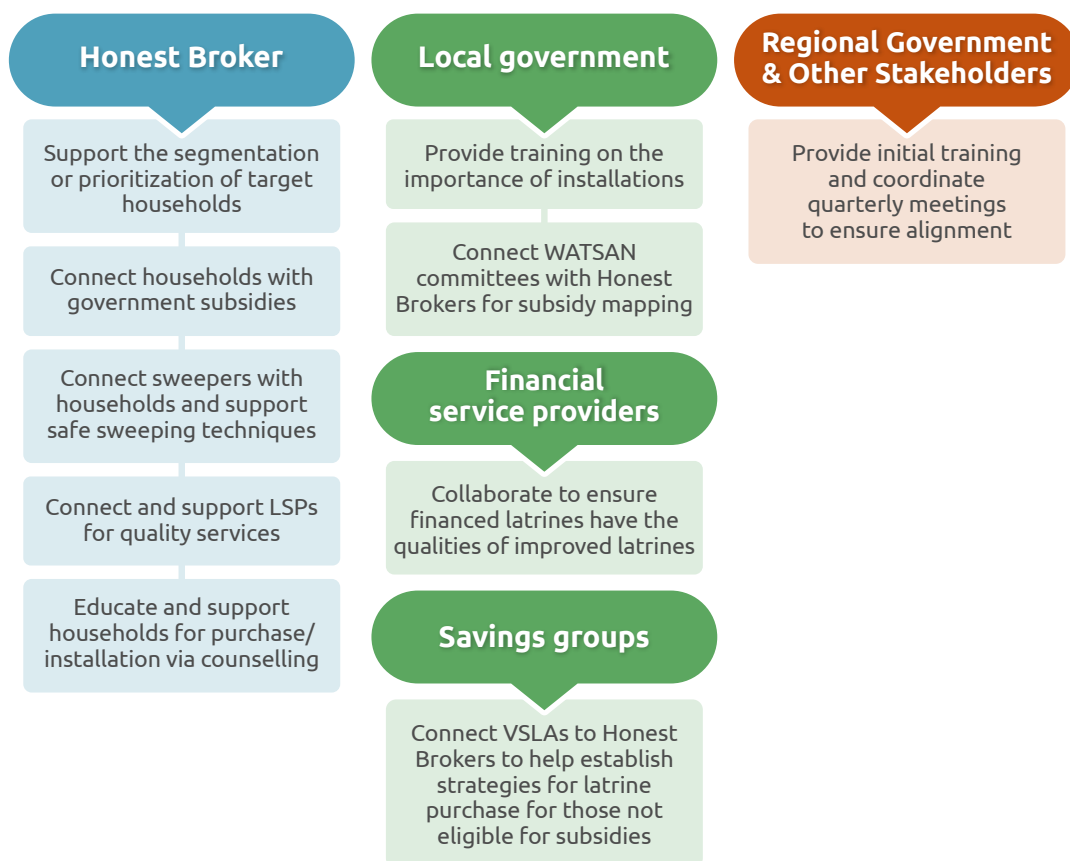 Honest Broker
Support the segmentation
or prioritization of target
households
Connect households with
government subsidies
Connect sweepers with
households and support
safe sweeping techniques
Connect and support LSPs
for quality services
Educate and support
households for purchase/
installation via counselling
Local government
Provide training on the
importance of installations
Connect WATSAN
committees with Honest
Brokers for subsidy mapping
Financial
service providers
Collaborate to ensure
financed latrines have the
qualities of improved latrines
Savings groups
Connect VSLAs to Honest
Brokers to help establish
strategies for latrine
purchase for those not
eligible for subsidies
Regional Government
& Other Stakeholders
Provide initial training
and coordinate
quarterly meetings
to ensure alignment